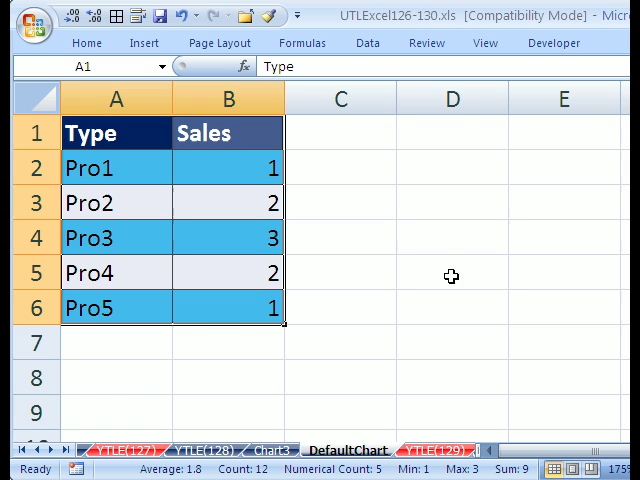 UTLExcel126-130.xls [Compatibility Mode] - Micro
Home Insert Page Layout Formulas Data Review View Developer
A1 fx Type
A B C D E
1 Type Sales
2 Pro1 1
3 Pro2 2
4 Pro3 3
5 Pro4 2
6 Pro5 1
7
8
9
YTLE(127) YTLE(128) Chart3 DefaultChart YTLE(129)
Ready Average: 1.8 Count: 12 Numerical Count: 5 Min: 1 Max: 3 Sum: 9 175%